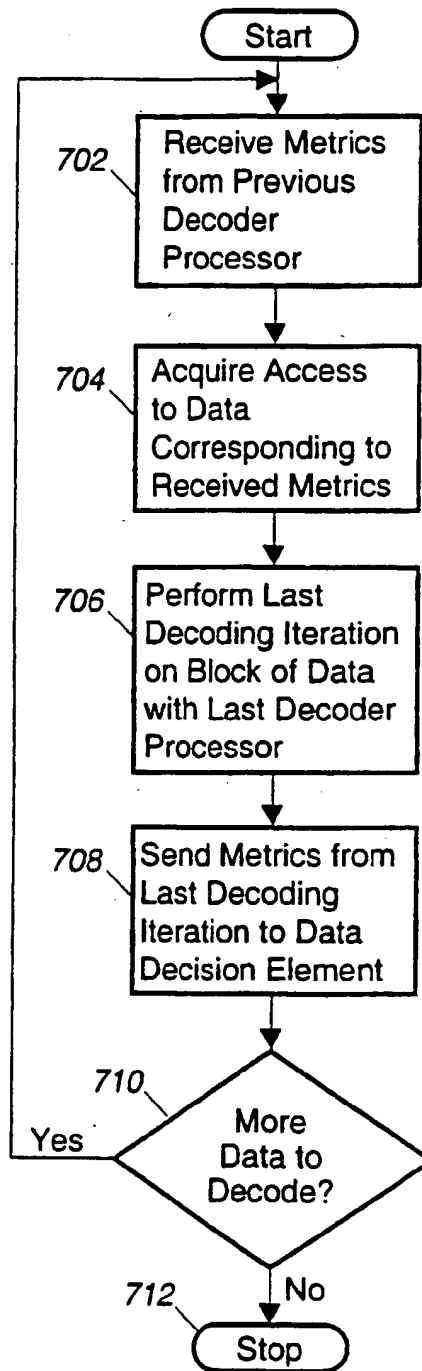 Start
702
Receive Metrics
from Previous
Decoder
Processor
704
Acquire Access
to Data
Corresponding to
Received Metrics
706
Perform Last
Decoding Iteration
on Block of Data
with Last Decoder
Processor
708
Send Metrics from
Last Decoding
Iteration to Data
Decision Element
710
More
Data to
Decode?
Yes
No
712
Stop